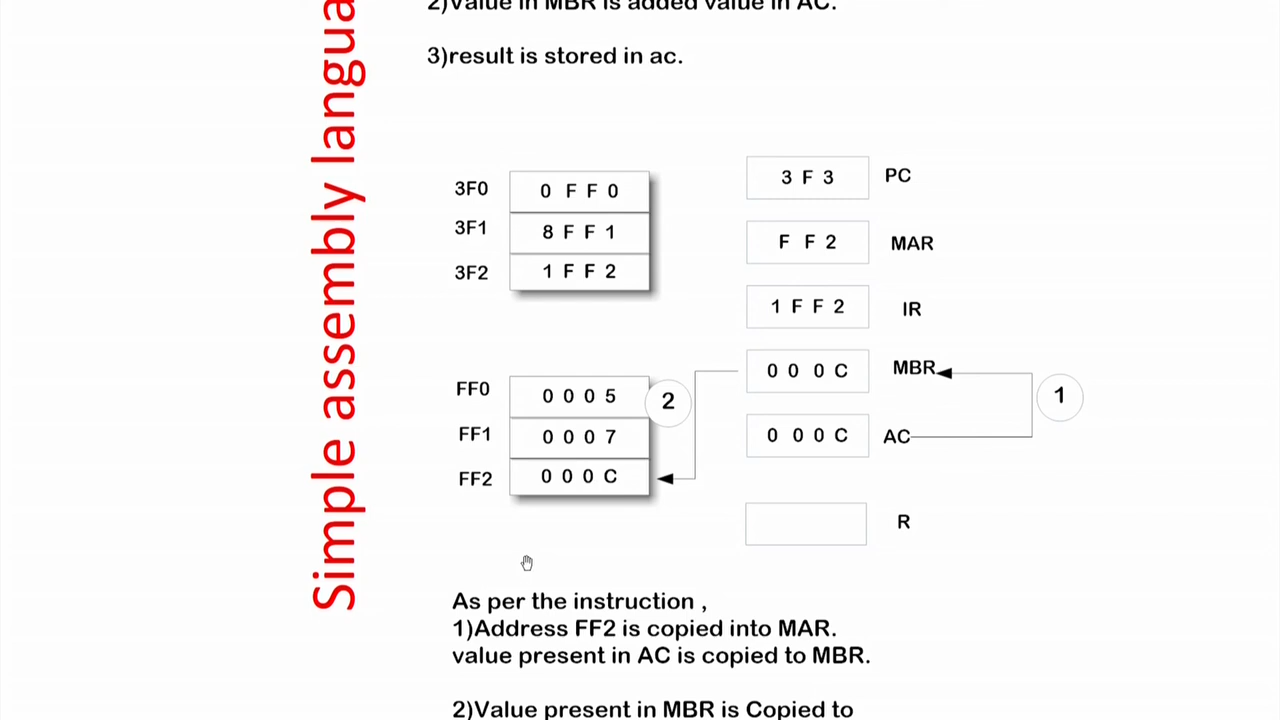 2)Value in MBR is added value in AC.
3)result is stored in ac.
Simple assembly langua
3F0 0 F F 0
3F1 8 F F 1
3F2 1 F F 2
3 F 3 PC
F F 2 MAR
1 F F 2 IR
0 0 0 C MBR
0 0 0 C AC
R
1
2
FF0 0 0 0 5
FF1 0 0 0 7
FF2 0 0 0 C
As per the instruction ,
1)Address FF2 is copied into MAR.
value present in AC is copied to MBR.
2)Value present in MBR is Copied to